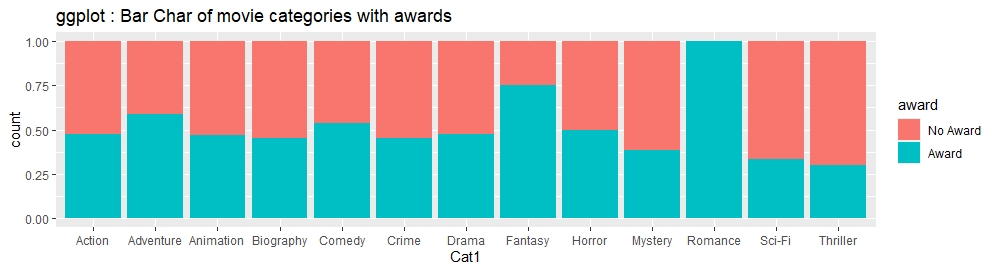 ggplot : Bar Char of movie categories with awards
1.00
0.75
0.50
0.25
0.00
count
Action Adventure Animation Biography Comedy Crime Drama Fantasy Horror Mystery Romance Sci-Fi Thriller
Cat1
award
No Award
Award